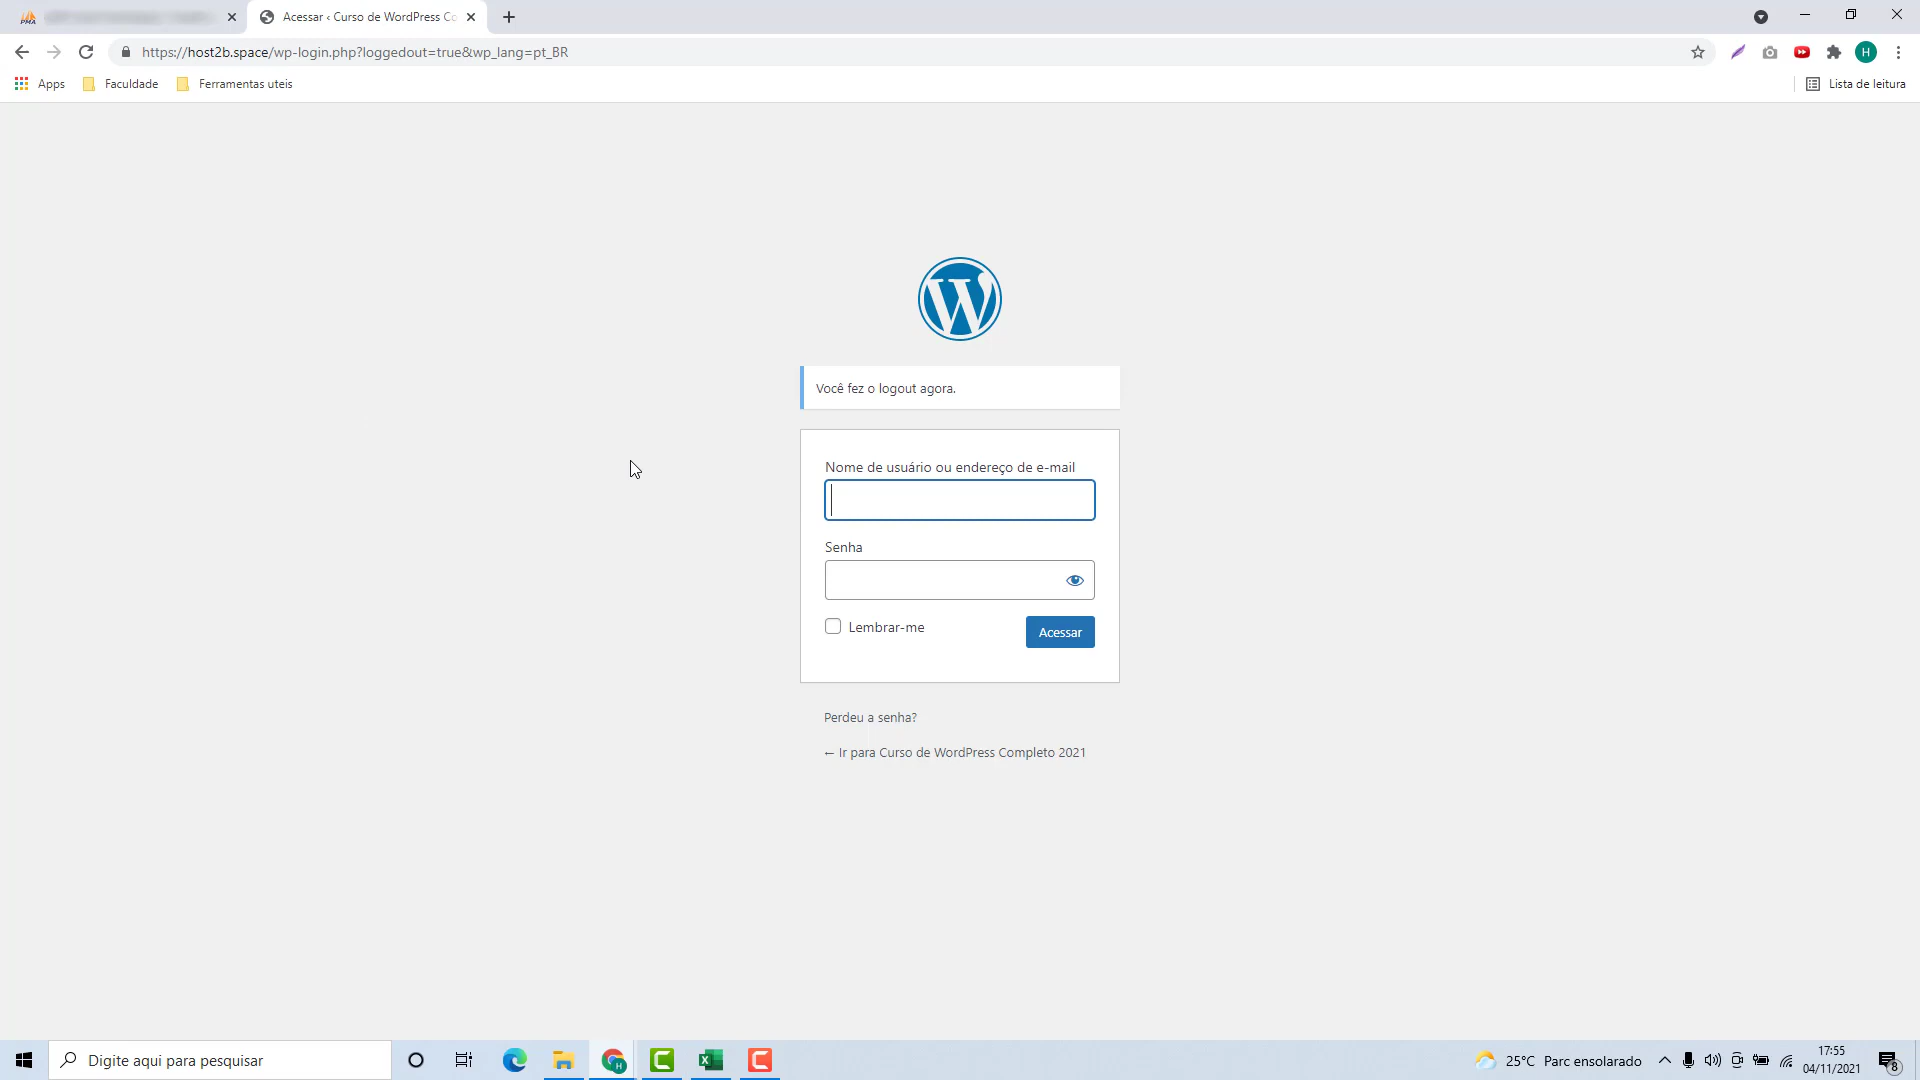 PMA
Acessar ‹ Curso de WordPress Co
https://host2b.space/wp-login.php?loggedout=true&wp_lang=pt_BR
H
Apps
Faculdade
Ferramentas uteis
Lista de leitura
Você fez o logout agora.
Nome de usuário ou endereço de e-mail
Senha
Lembrar-me
Acessar
Perdeu a senha?
← Ir para Curso de WordPress Completo 2021
Digite aqui para pesquisar
H
25°C Parc ensolarado
17:55
04/11/2021
8